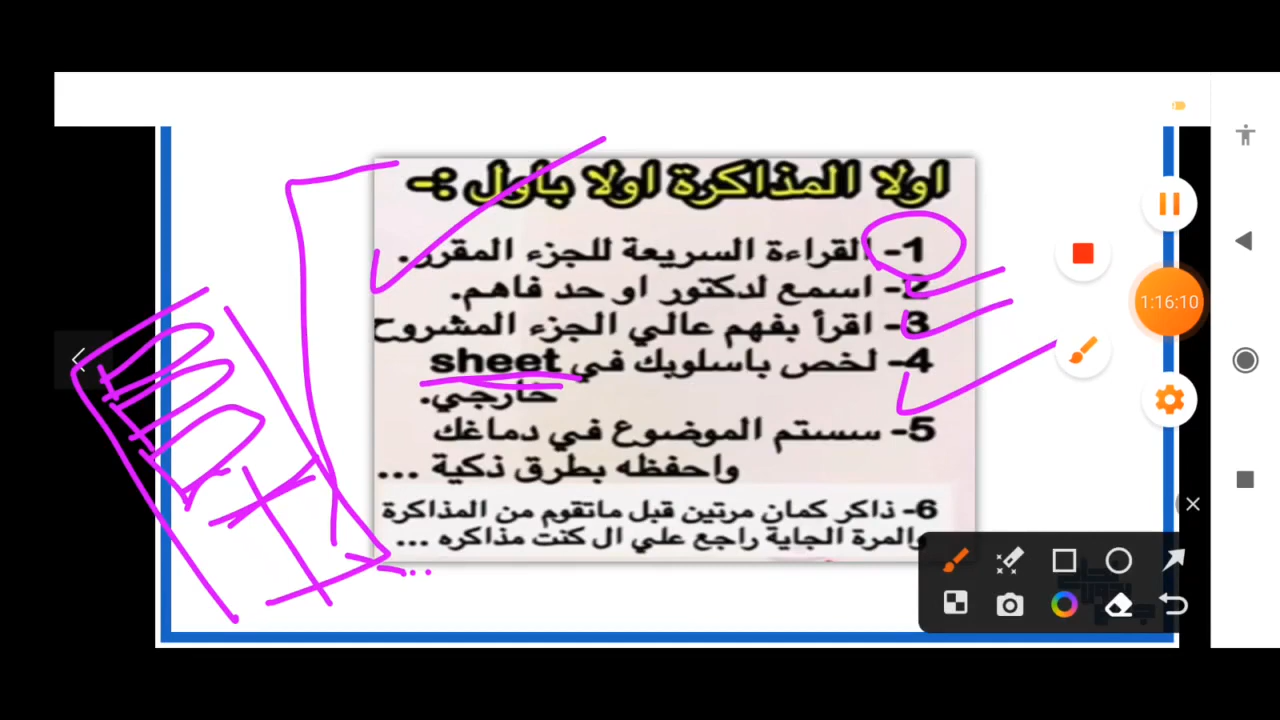 اولا المذاكرة اولا بأول :-
1- القراءة السريعة للجزء المقرر.
2- اسمع لدكتور او حد فاهم.
3- اقرأ بفهم عالي الجزء المشروح
4- لخص باسلوبك في sheet
خارجي.
5- سستم الموضوع في دماغك
واحفظه بطرق ذكية ...
6- ذاكر كمان مرتين قبل ماتقوم من المذاكرة
والمرة الجاية راجع علي ال كنت مذاكره ...
1:16:10